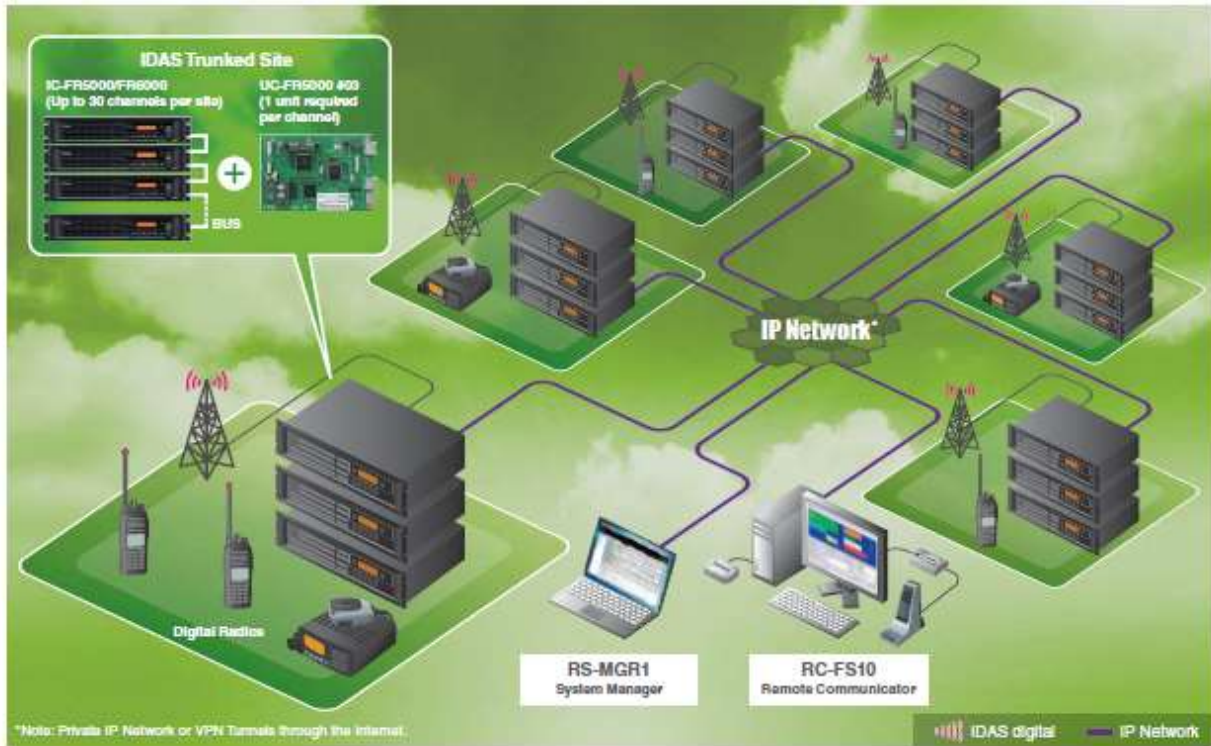 IDAS Trunked Site
IC-FR5000/FR6000
(Up to 30 channels per site)
UC-FR5000 #03
(1 unit required
per channel)
BUS
IP Network*
Digital Radios
RS-MGR1
System Manager
RC-FS10
Remote Communicator
*Note: Private IP Network or VPN Tunnels through the Internet.
IDAS digital
IP Network